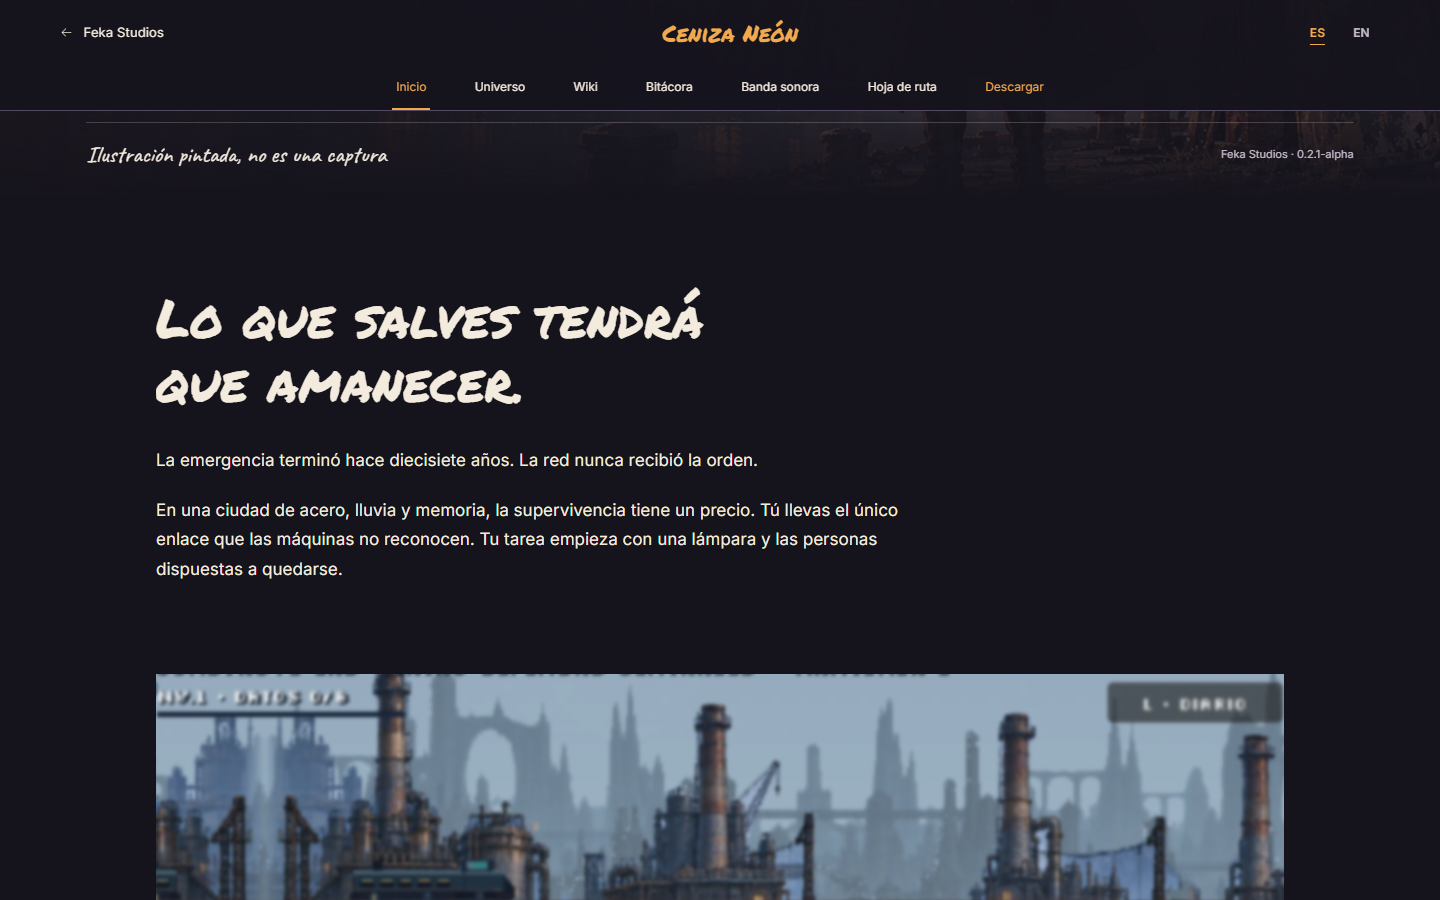 ← Feka Studios
Ceniza Neón
ES EN
Inicio Universo Wiki Bitácora Banda sonora Hoja de ruta Descargar
Ilustración pintada, no es una captura
Feka Studios · 0.2.1-alpha
Lo que salves tendrá
que amanecer.
La emergencia terminó hace diecisiete años. La red nunca recibió la orden.
En una ciudad de acero, lluvia y memoria, la supervivencia tiene un precio. Tú llevas el único
enlace que las máquinas no reconocen. Tu tarea empieza con una lámpara y las personas
dispuestas a quedarse.
L · DIARIO